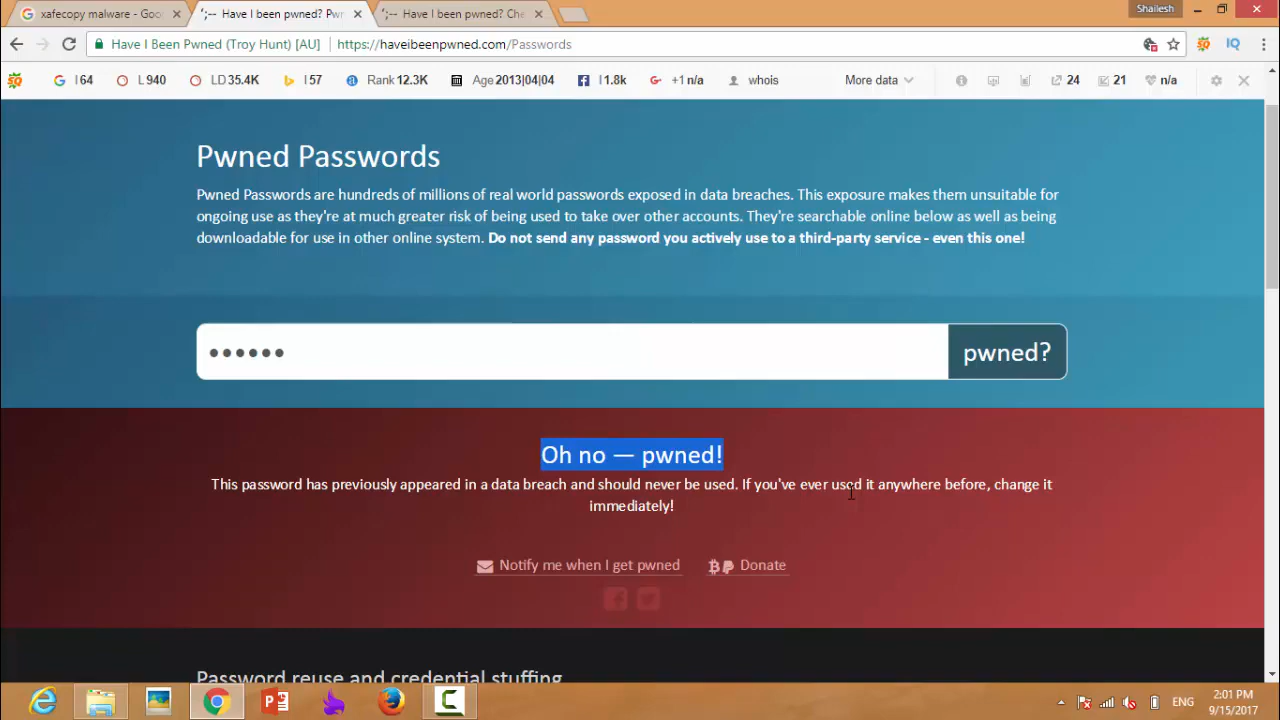 xafecopy malware - Goo
';-- Have I been pwned? Pwr
';-- Have I been pwned? Che
Shailesh
Have I Been Pwned (Troy Hunt) [AU]
https://haveibeenpwned.com/Passwords
IQ
I 64
L 940
LD 35.4K
I 57
Rank 12.3K
Age 2013|04|04
l 1.8k
+1 n/a
whois
More data
24
21
n/a
Pwned Passwords
Pwned Passwords are hundreds of millions of real world passwords exposed in data breaches. This exposure makes them unsuitable for
ongoing use as they're at much greater risk of being used to take over other accounts. They're searchable online below as well as being
downloadable for use in other online system. Do not send any password you actively use to a third-party service - even this one!
••••••
pwned?
Oh no — pwned!
This password has previously appeared in a data breach and should never be used. If you've ever used it anywhere before, change it
immediately!
Notify me when I get pwned
Donate
Password reuse and credential stuffing
ENG
2:01 PM
9/15/2017